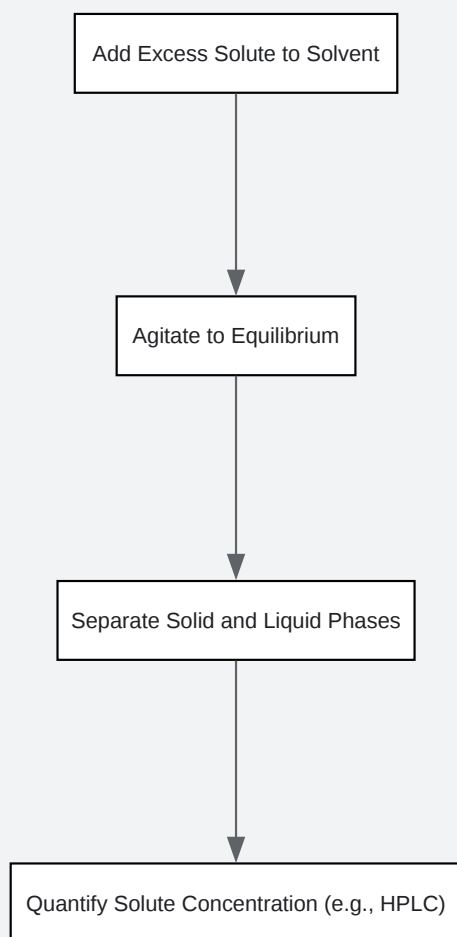 Add Excess Solute to Solvent
Agitate to Equilibrium
Separate Solid and Liquid Phases
Quantify Solute Concentration (e.g., HPLC)